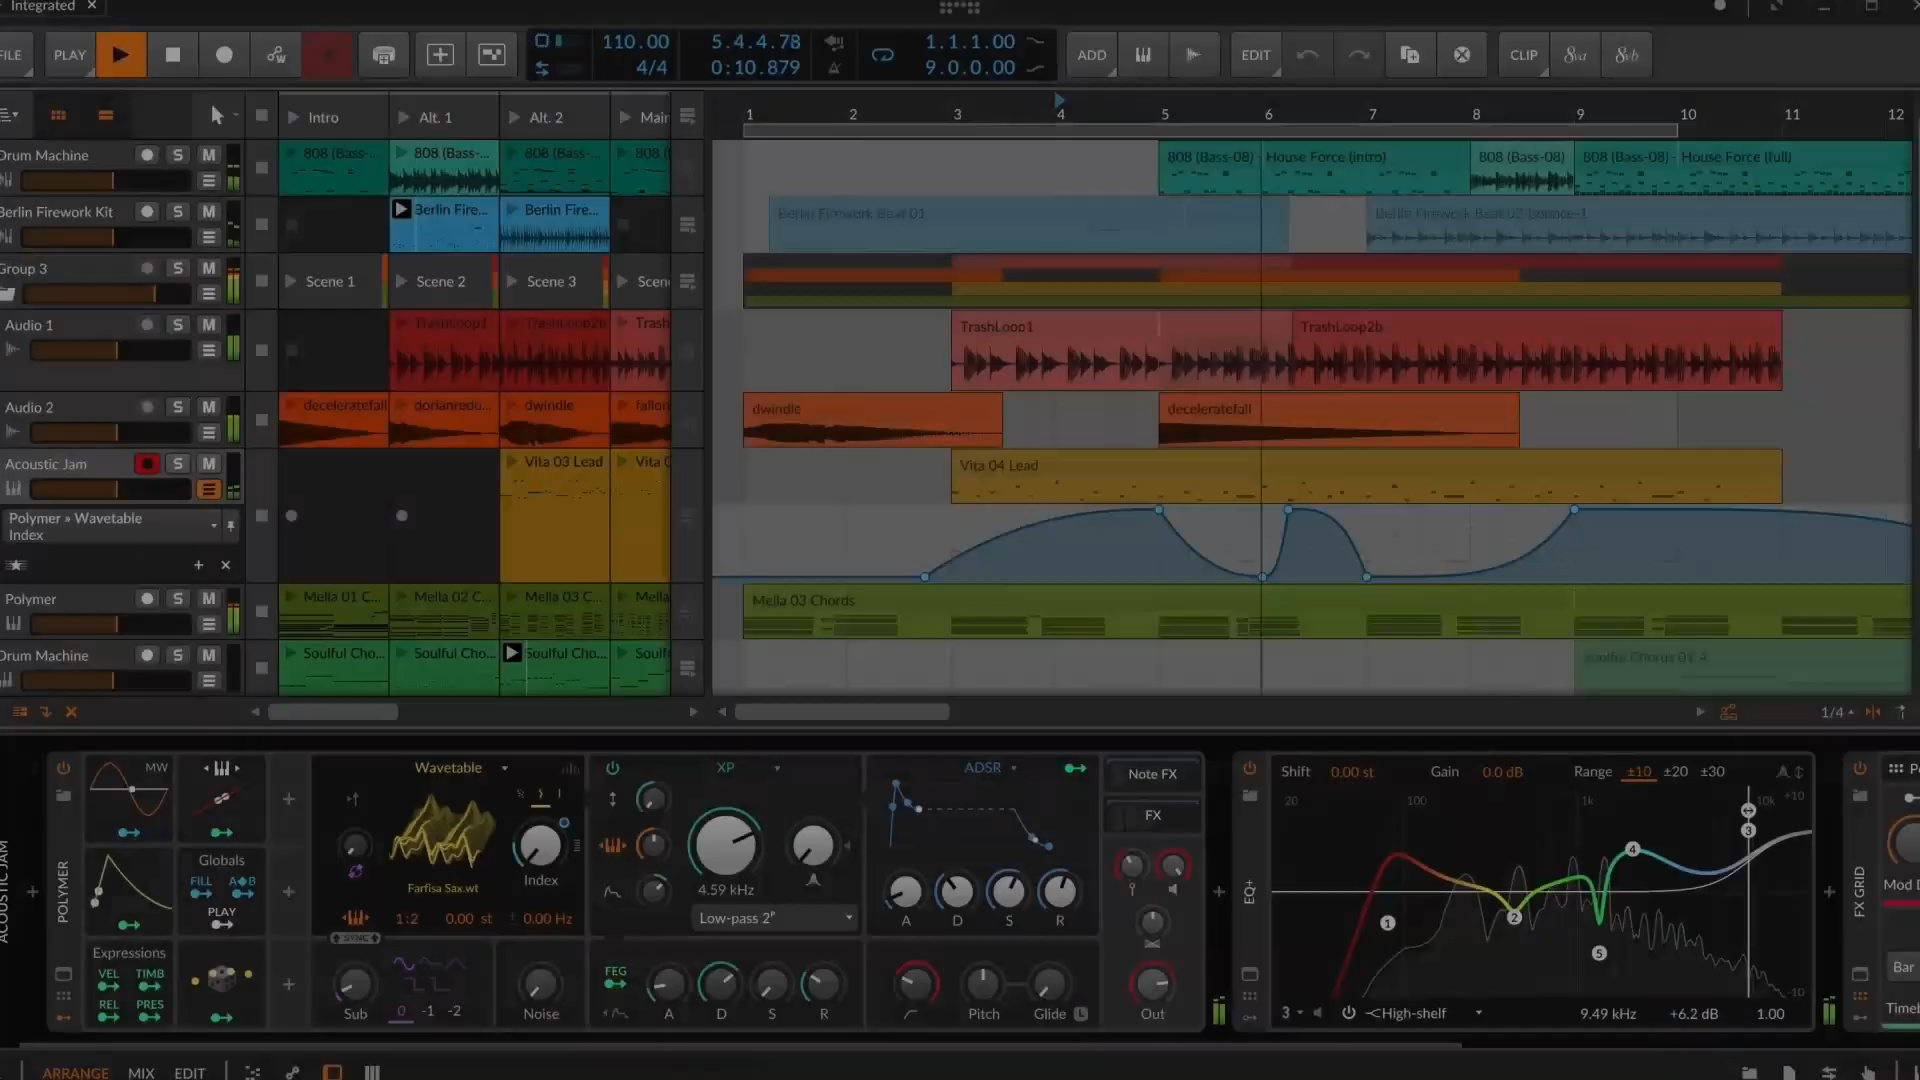 Integrated
FILE PLAY 110.00 5.4.4.78 1.1.1.00 ADD EDIT CLIP 8va 8vb
4/4 0:10.879 9.0.0.00
Intro Alt. 1 Alt. 2 Main
1 2 3 4 5 6 7 8 9 10 11 12
Drum Machine S M 808 (Bass-... 808 (Bass-... 808 (Bass-... 808 (
808 (Bass-08) - House Force (intro) 808 (Bass-08) 808 (Bass-08) - House Force (full)
Berlin Firework Kit S M Berlin Fire... Berlin Fire...
Berlin Firework Beat 01
Group 3 S M Scene 1 Scene 2 Scene 3 Scen
Audio 1 S M TrashLoop1 TrashLoop2b Trash
TrashLoop1 TrashLoop2b
Audio 2 S M deceleratefall dorianredu... dwindle fallon
dwindle deceleratefall
Acoustic Jam S M Vita 03 Lead Vita 0
Vita 04 Lead
Polymer » Wavetable
Index
Polymer S M Mella 01 C... Mella 02 C... Mella 03 C... Mella
Mella 03 Chords
Drum Machine S M Soulful Cho... Soulful Cho... Soulful Cho... Soulf
1/4
ACOUSTIC JAM
POLYMER
MW
Globals
FILL A B
PLAY
Expressions
VEL TIMB
REL PRES
Wavetable
Index
Farfisa Sax.wt
1:2 0.00 st 0.00 Hz
SYNC
Sub 0 -1 -2
Noise
XP
4.59 kHz
Low-pass 2ᴾ
FEG
A D S R
ADSR
A D S R
Pitch Glide L
Note FX
FX
Out
EQ+
Shift 0.00 st Gain 0.0 dB Range ±10 ±20 ±30
20 100 1k 10k +10
1 2 3 4 5
-10
3 High-shelf 9.49 kHz +6.2 dB 1.00
FX GRID
Mod D
Bar
ARRANGE MIX EDIT